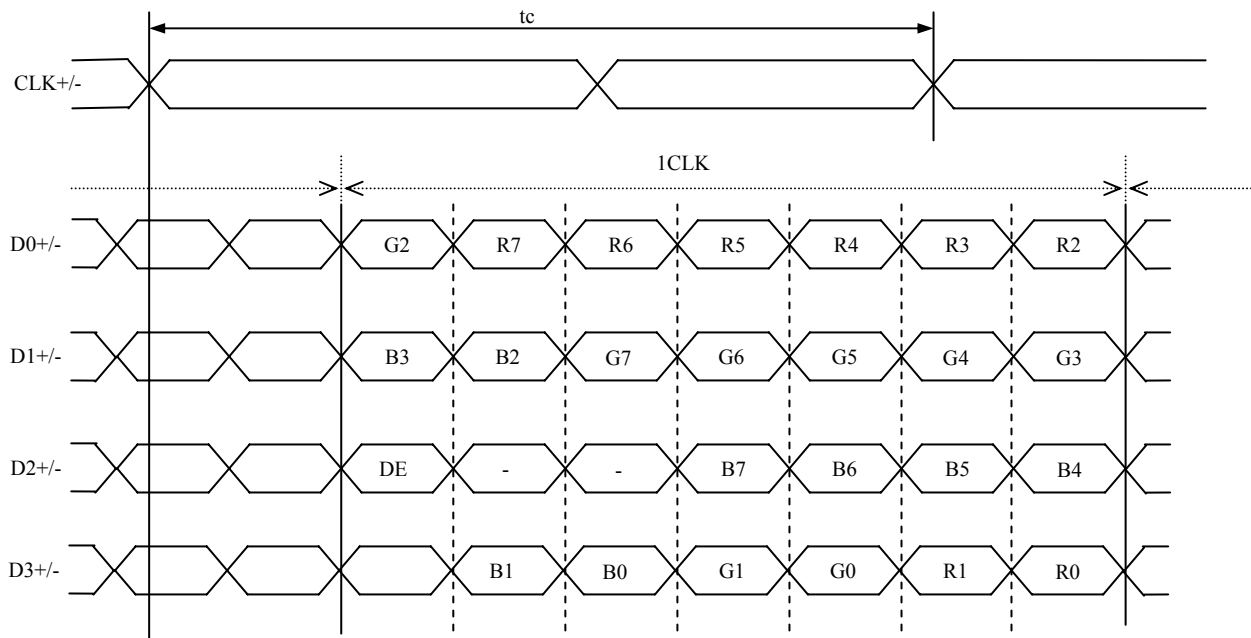 tc
CLK+/-
1CLK
D0+/- G2 R7 R6 R5 R4 R3 R2
D1+/- B3 B2 G7 G6 G5 G4 G3
D2+/- DE - - B7 B6 B5 B4
D3+/- B1 B0 G1 G0 R1 R0